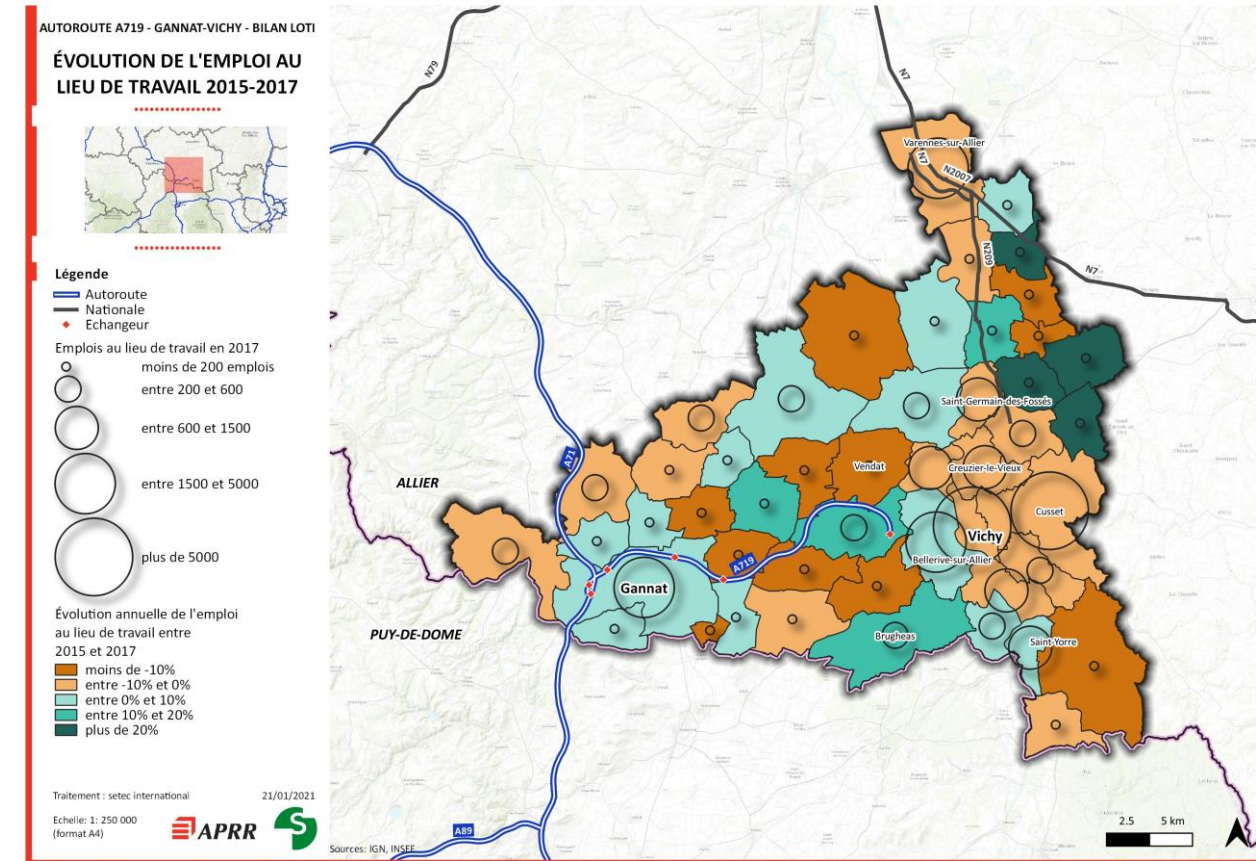 AUTOROUTE A719 - GANNAT-VICHY - BILAN LOTI
ÉVOLUTION DE L'EMPLOI AU
LIEU DE TRAVAIL 2015-2017
Légende
Autoroute
Nationale
Echangeur
Emplois au lieu de travail en 2017
moins de 200 emplois
entre 200 et 600
entre 600 et 1500
entre 1500 et 5000
plus de 5000
Évolution annuelle de l'emploi
au lieu de travail entre
2015 et 2017
moins de -10%
entre -10% et 0%
entre 0% et 10%
entre 10% et 20%
plus de 20%
Traitement : setec international
21/01/2021
Echelle: 1: 250 000
(format A4)
APRR
S
N79
N7
Varennes-sur-Allier
N7
N2007
N209
N7
Saint-Germain-des-Fossés
A71
Vendat
Creuzier-le-Vieux
ALLIER
Cusset
Vichy
Bellerive-sur-Allier
A719
Gannat
PUY-DE-DOME
Brugheas
Saint-Yorre
A89
2.5
5 km
Sources: IGN, INSEE